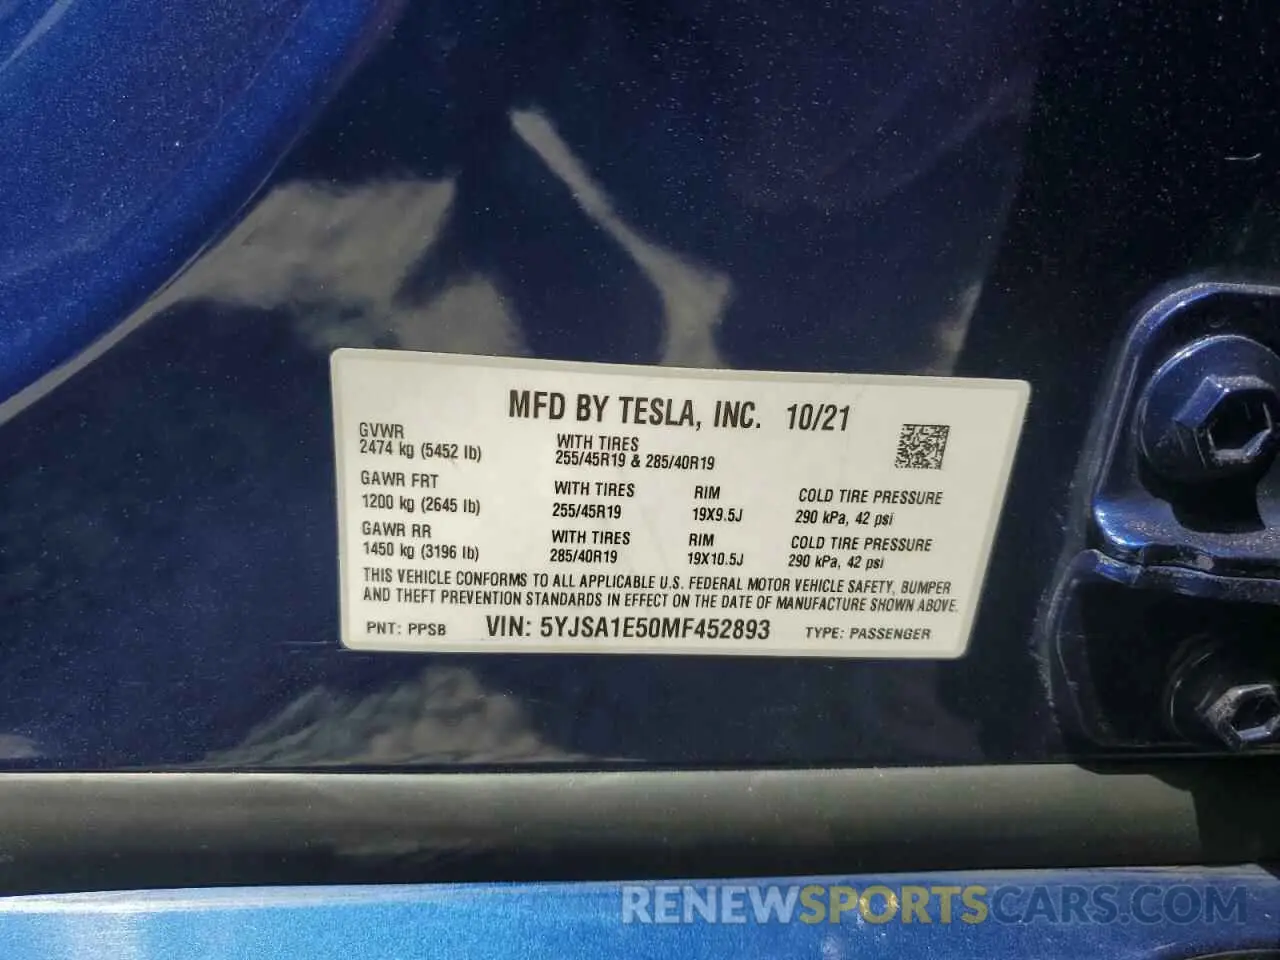 MFD BY TESLA, INC. 10/21
GVWR
2474 kg (5452 lb)
WITH TIRES
255/45R19 & 285/40R19
GAWR FRT
1200 kg (2645 lb)
WITH TIRES
255/45R19
RIM
19X9.5J
COLD TIRE PRESSURE
290 kPa, 42 psi
GAWR RR
1450 kg (3196 lb)
WITH TIRES
285/40R19
RIM
19X10.5J
COLD TIRE PRESSURE
290 kPa, 42 psi
THIS VEHICLE CONFORMS TO ALL APPLICABLE U.S. FEDERAL MOTOR VEHICLE SAFETY, BUMPER
AND THEFT PREVENTION STANDARDS IN EFFECT ON THE DATE OF MANUFACTURE SHOWN ABOVE.
PNT: PPSB VIN: 5YJSA1E50MF452893 TYPE: PASSENGER
RENEWSPORTSCARS.COM